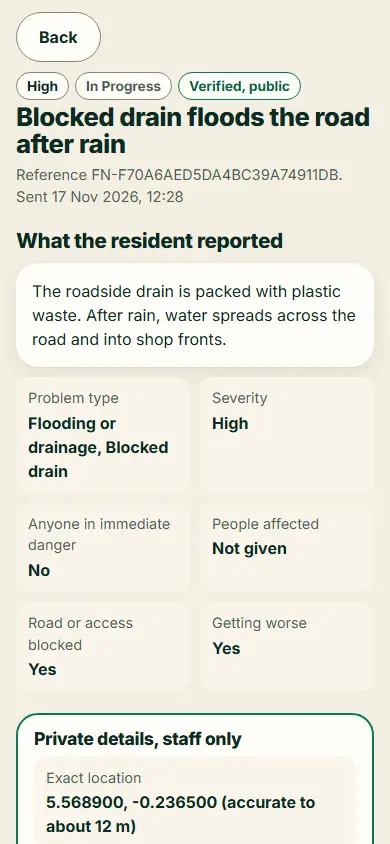 Back
High
In Progress
Verified, public
Blocked drain floods the road
after rain
Reference FN-F70A6AED5DA4BC39A74911DB.
Sent 17 Nov 2026, 12:28
What the resident reported
The roadside drain is packed with plastic
waste. After rain, water spreads across the
road and into shop fronts.
Problem type
Flooding or
drainage, Blocked
drain
Severity
High
Anyone in immediate
danger
No
People affected
Not given
Road or access
blocked
Yes
Getting worse
Yes
Private details, staff only
Exact location
5.568900, -0.236500 (accurate to
about 12 m)